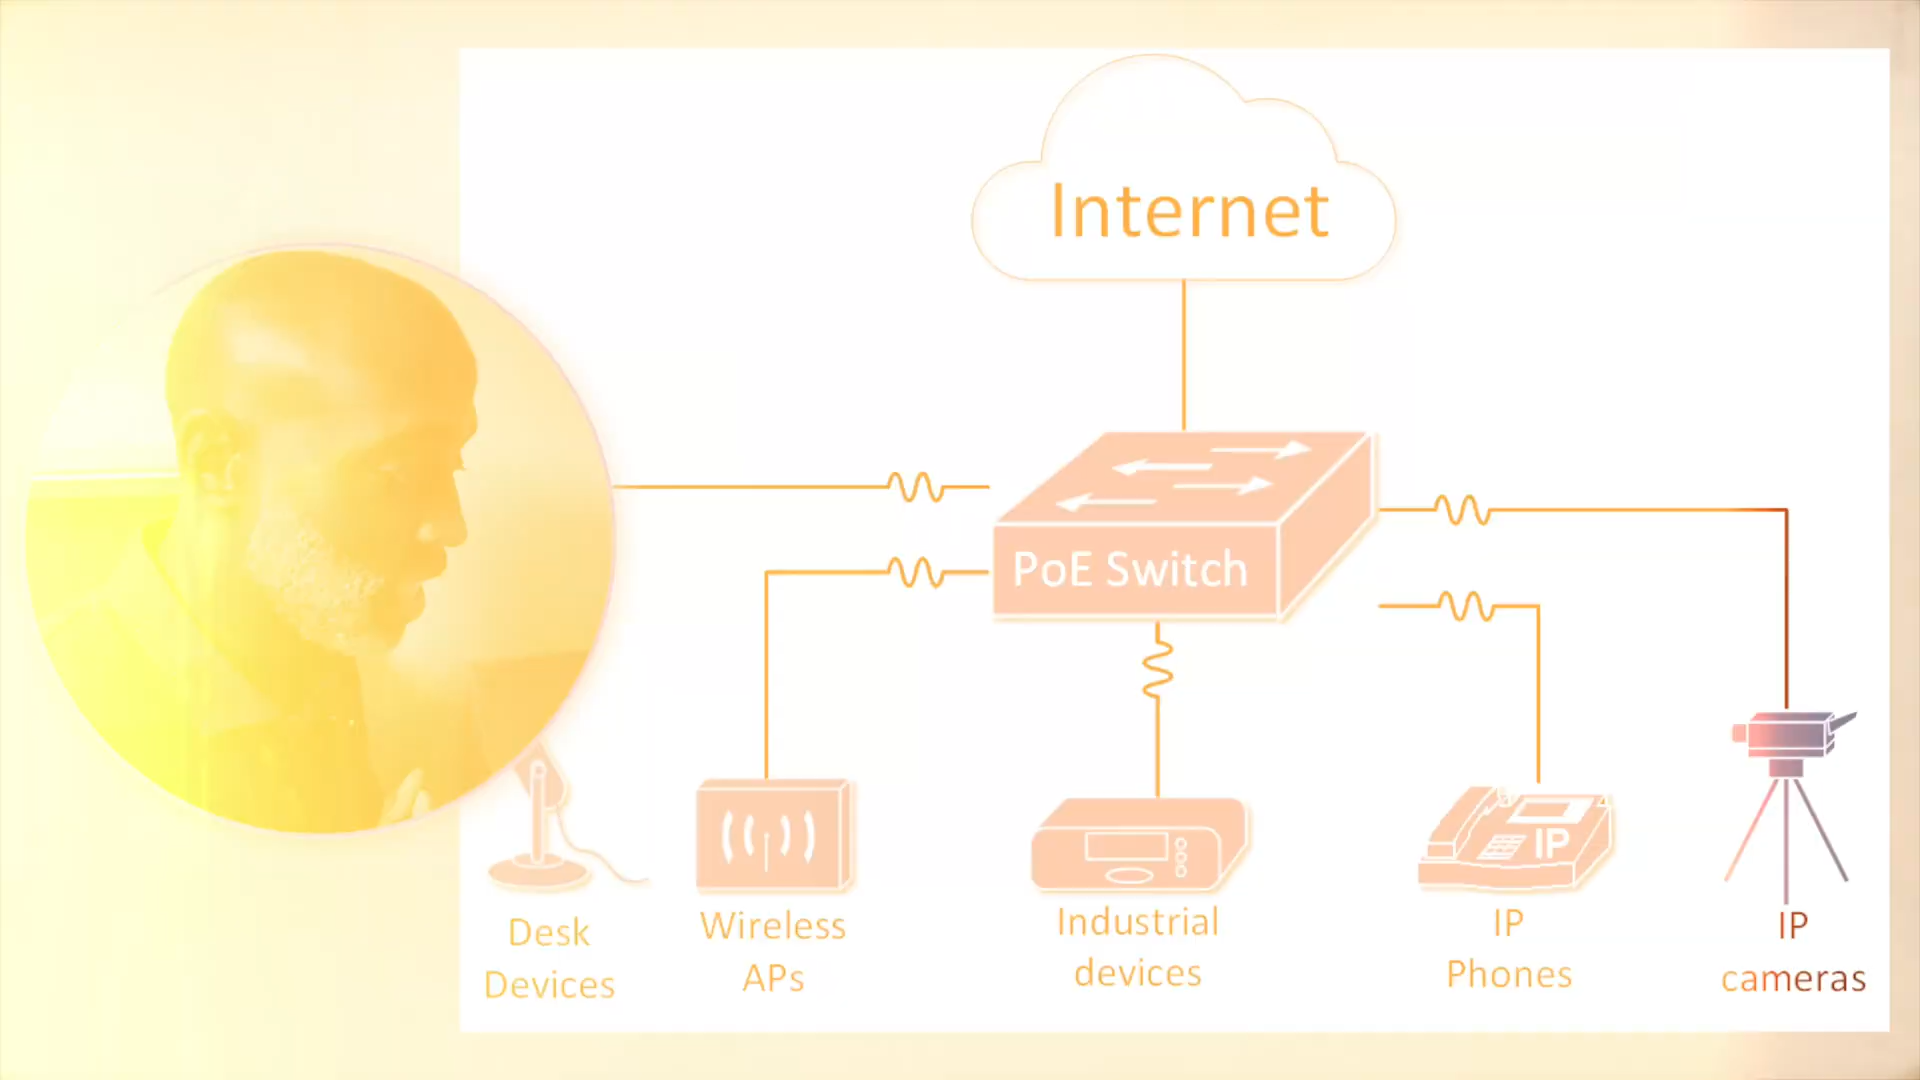 Internet
PoE Switch
IP
Desk
Devices
Wireless
APs
Industrial
devices
IP
Phones
IP
cameras